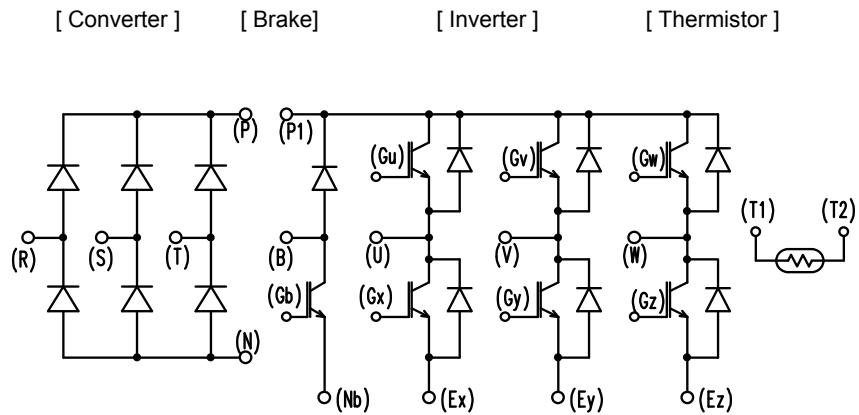 [ Converter ] [ Brake] [ Inverter ] [ Thermistor ]
(P) (P1)
(Gu) (Gv) (Gw)
(T1) (T2)
(R) (S) (T) (B) (U) (V) (W)
(Gb) (Gx) (Gy) (Gz)
(N)
(Nb) (Ex) (Ey) (Ez)